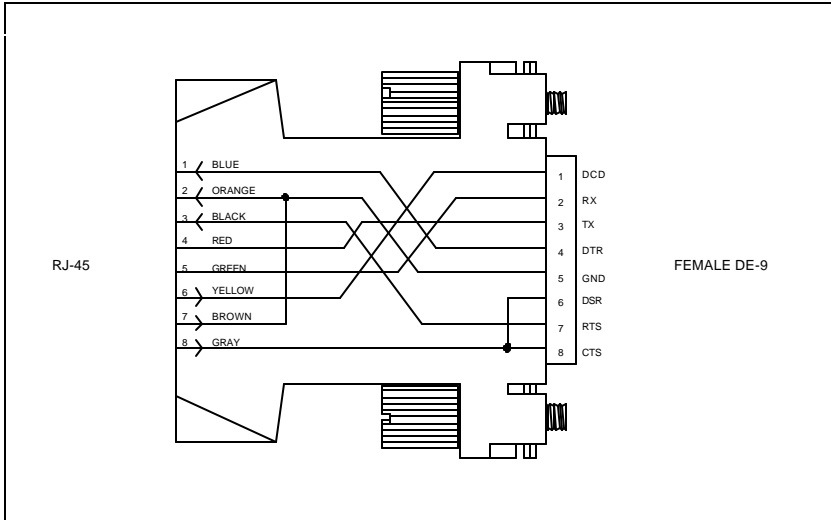 RJ-45
1 BLUE
2 ORANGE
3 BLACK
4 RED
5 GREEN
6 YELLOW
7 BROWN
8 GRAY
1 DCD
2 RX
3 TX
4 DTR
5 GND
6 DSR
7 RTS
8 CTS
FEMALE DE-9